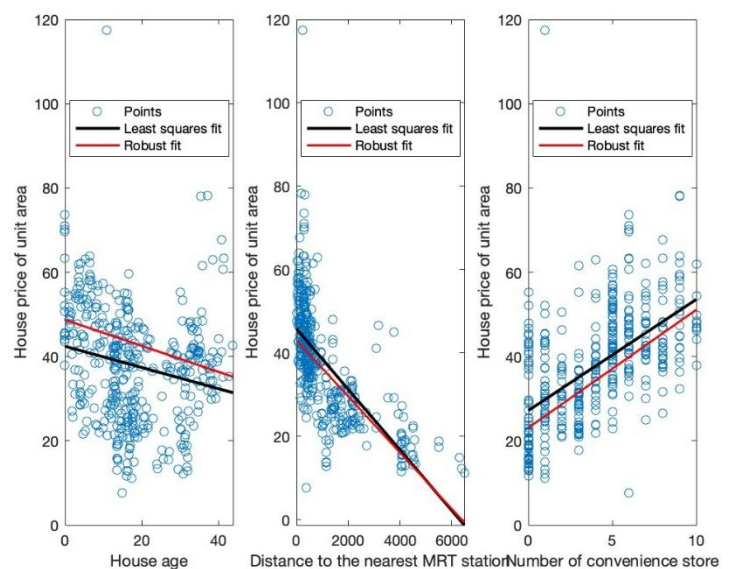 120
100
80
60
40
20
0
House price of unit area
Points
Least squares fit
Robust fit
0
20
40
House age
120
100
80
60
40
20
0
House price of unit area
Points
Least squares fit
Robust fit
0
2000
4000
6000
Distance to the nearest MRT station
120
100
80
60
40
20
0
House price of unit area
Points
Least squares fit
Robust fit
0
5
10
Number of convenience store